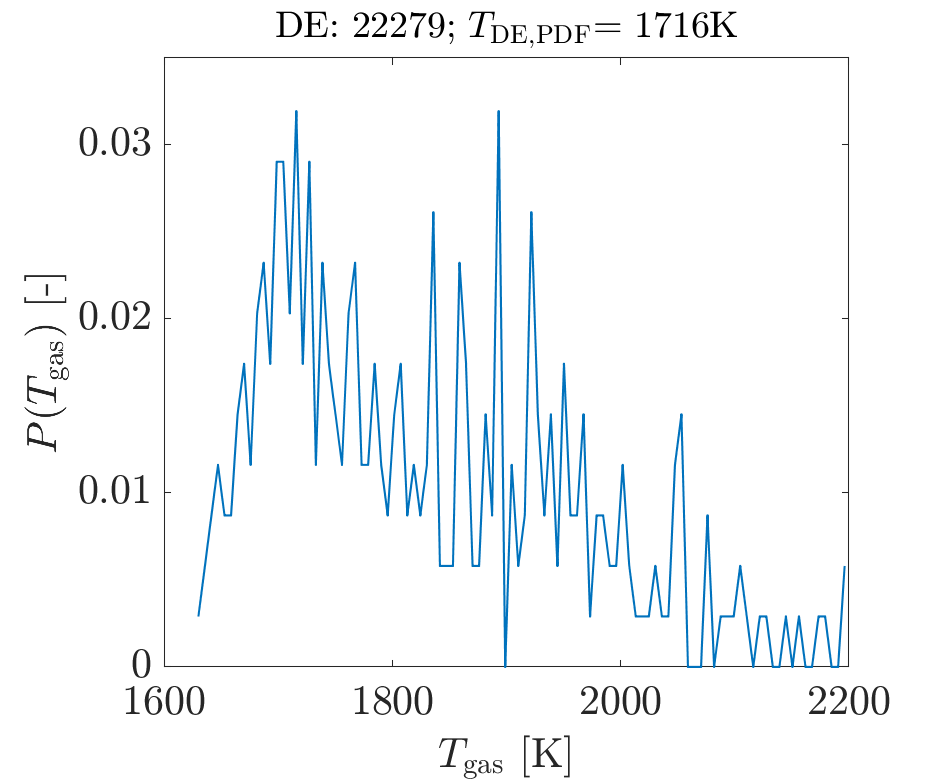 DE: 22279; T_DE,PDF= 1716K
0.03
0.02
0.01
0
1600 1800 2000 2200
P(T_gas) [-]
T_gas [K]